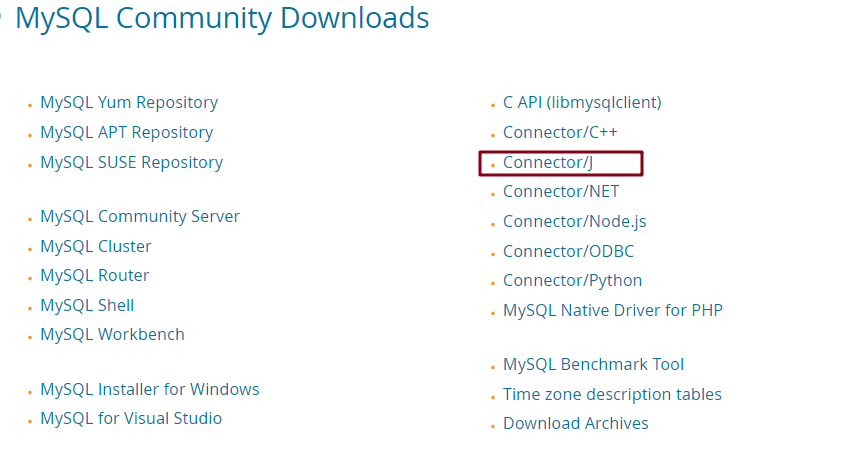 MySQL Community Downloads
MySQL Yum Repository
MySQL APT Repository
MySQL SUSE Repository
MySQL Community Server
MySQL Cluster
MySQL Router
MySQL Shell
MySQL Workbench
MySQL Installer for Windows
MySQL for Visual Studio
C API (libmysqlclient)
Connector/C++
Connector/J
Connector/NET
Connector/Node.js
Connector/ODBC
Connector/Python
MySQL Native Driver for PHP
MySQL Benchmark Tool
Time zone description tables
Download Archives